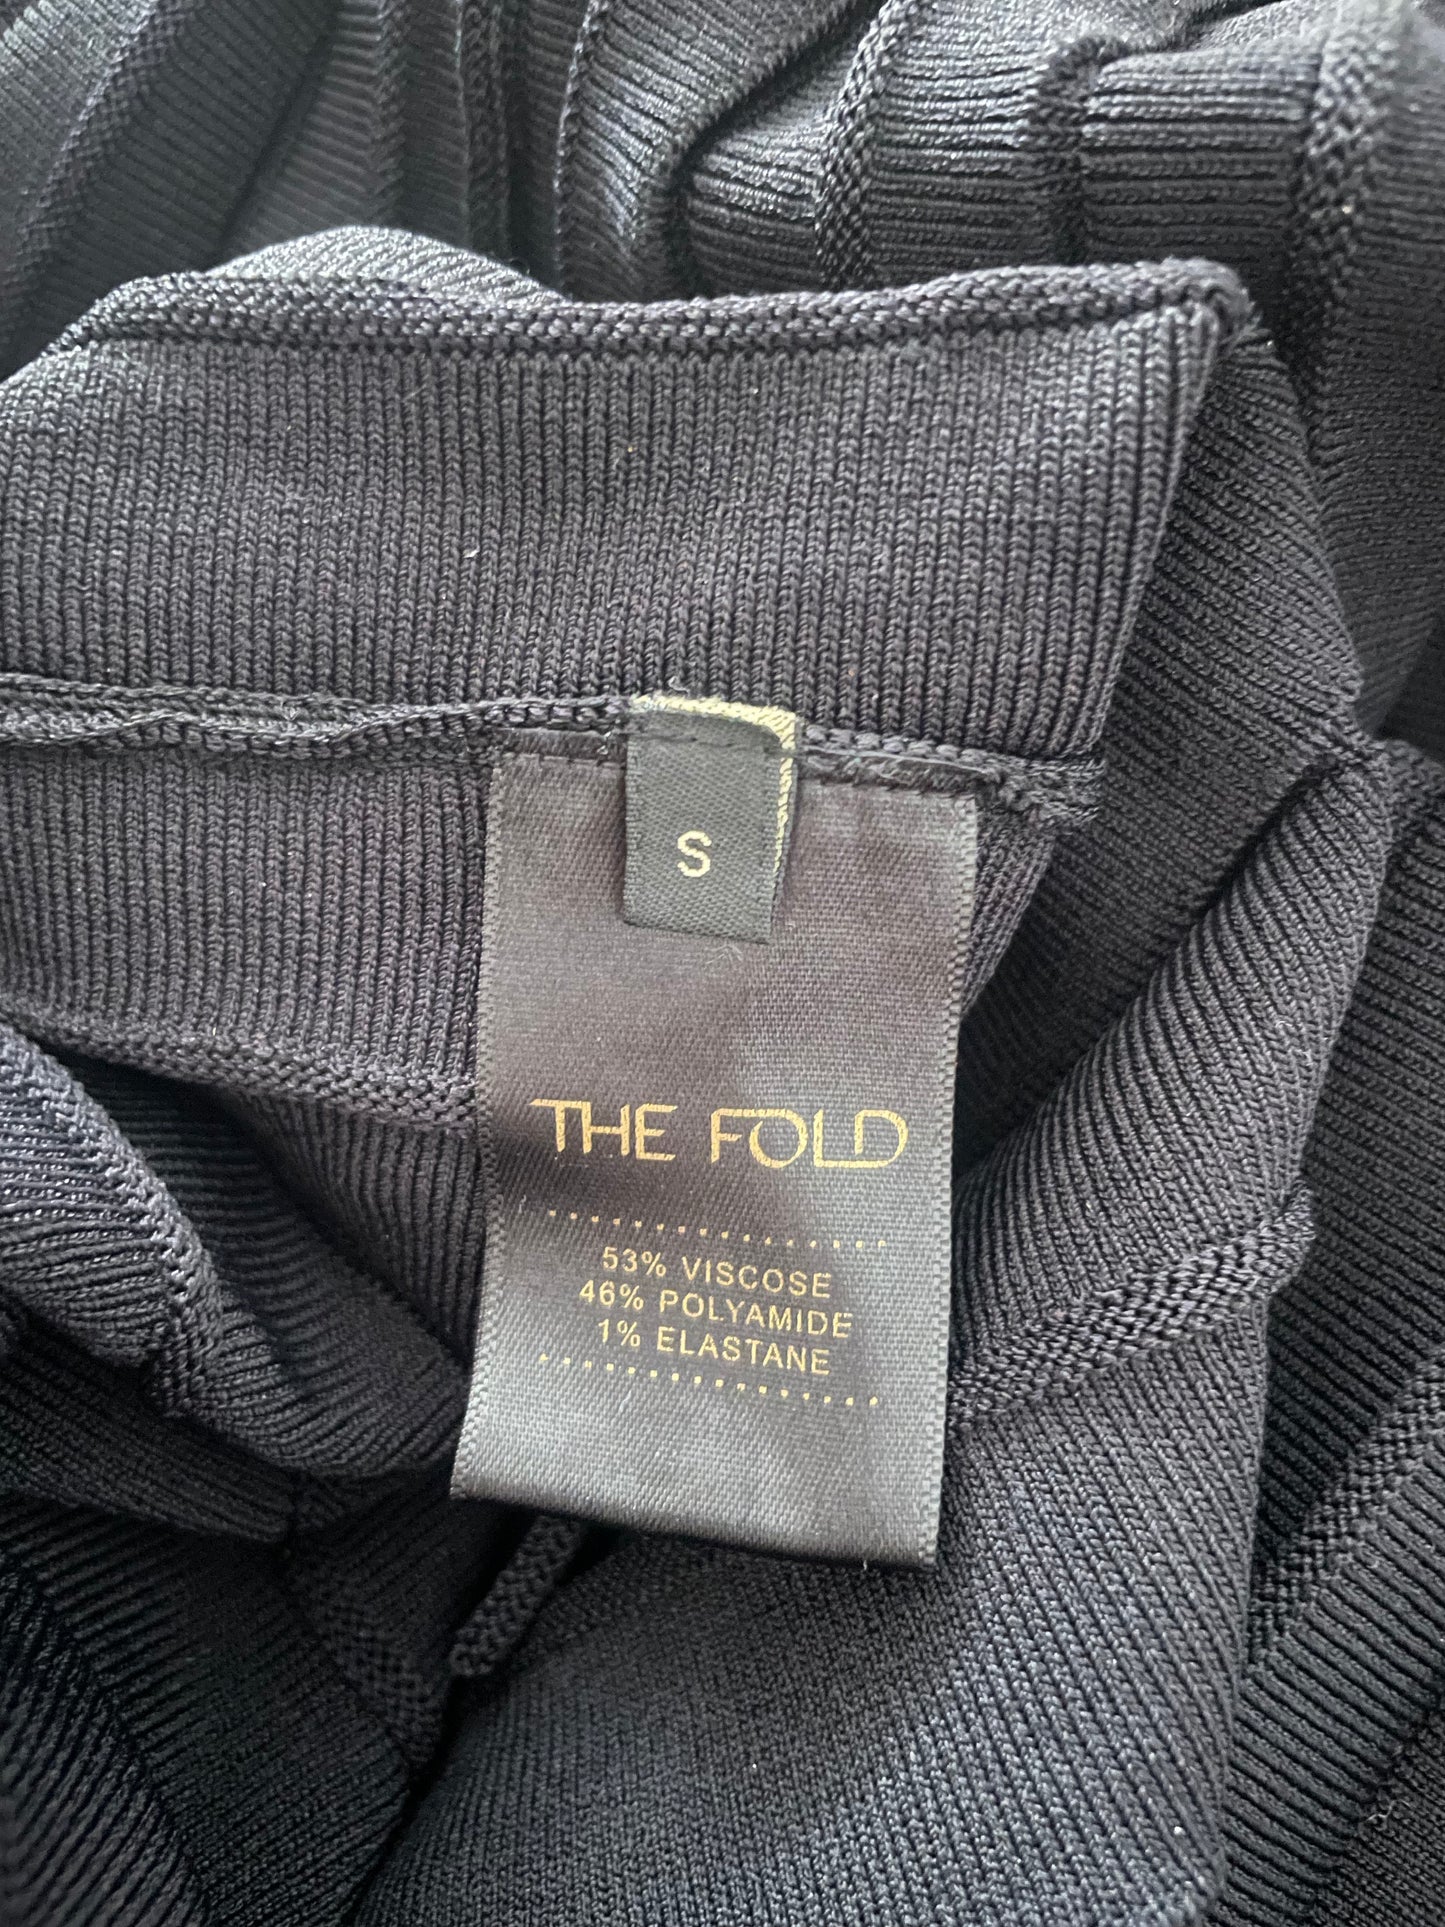 S
THE FOLD
53% VISCOSE
46% POLYAMIDE
1% ELASTANE